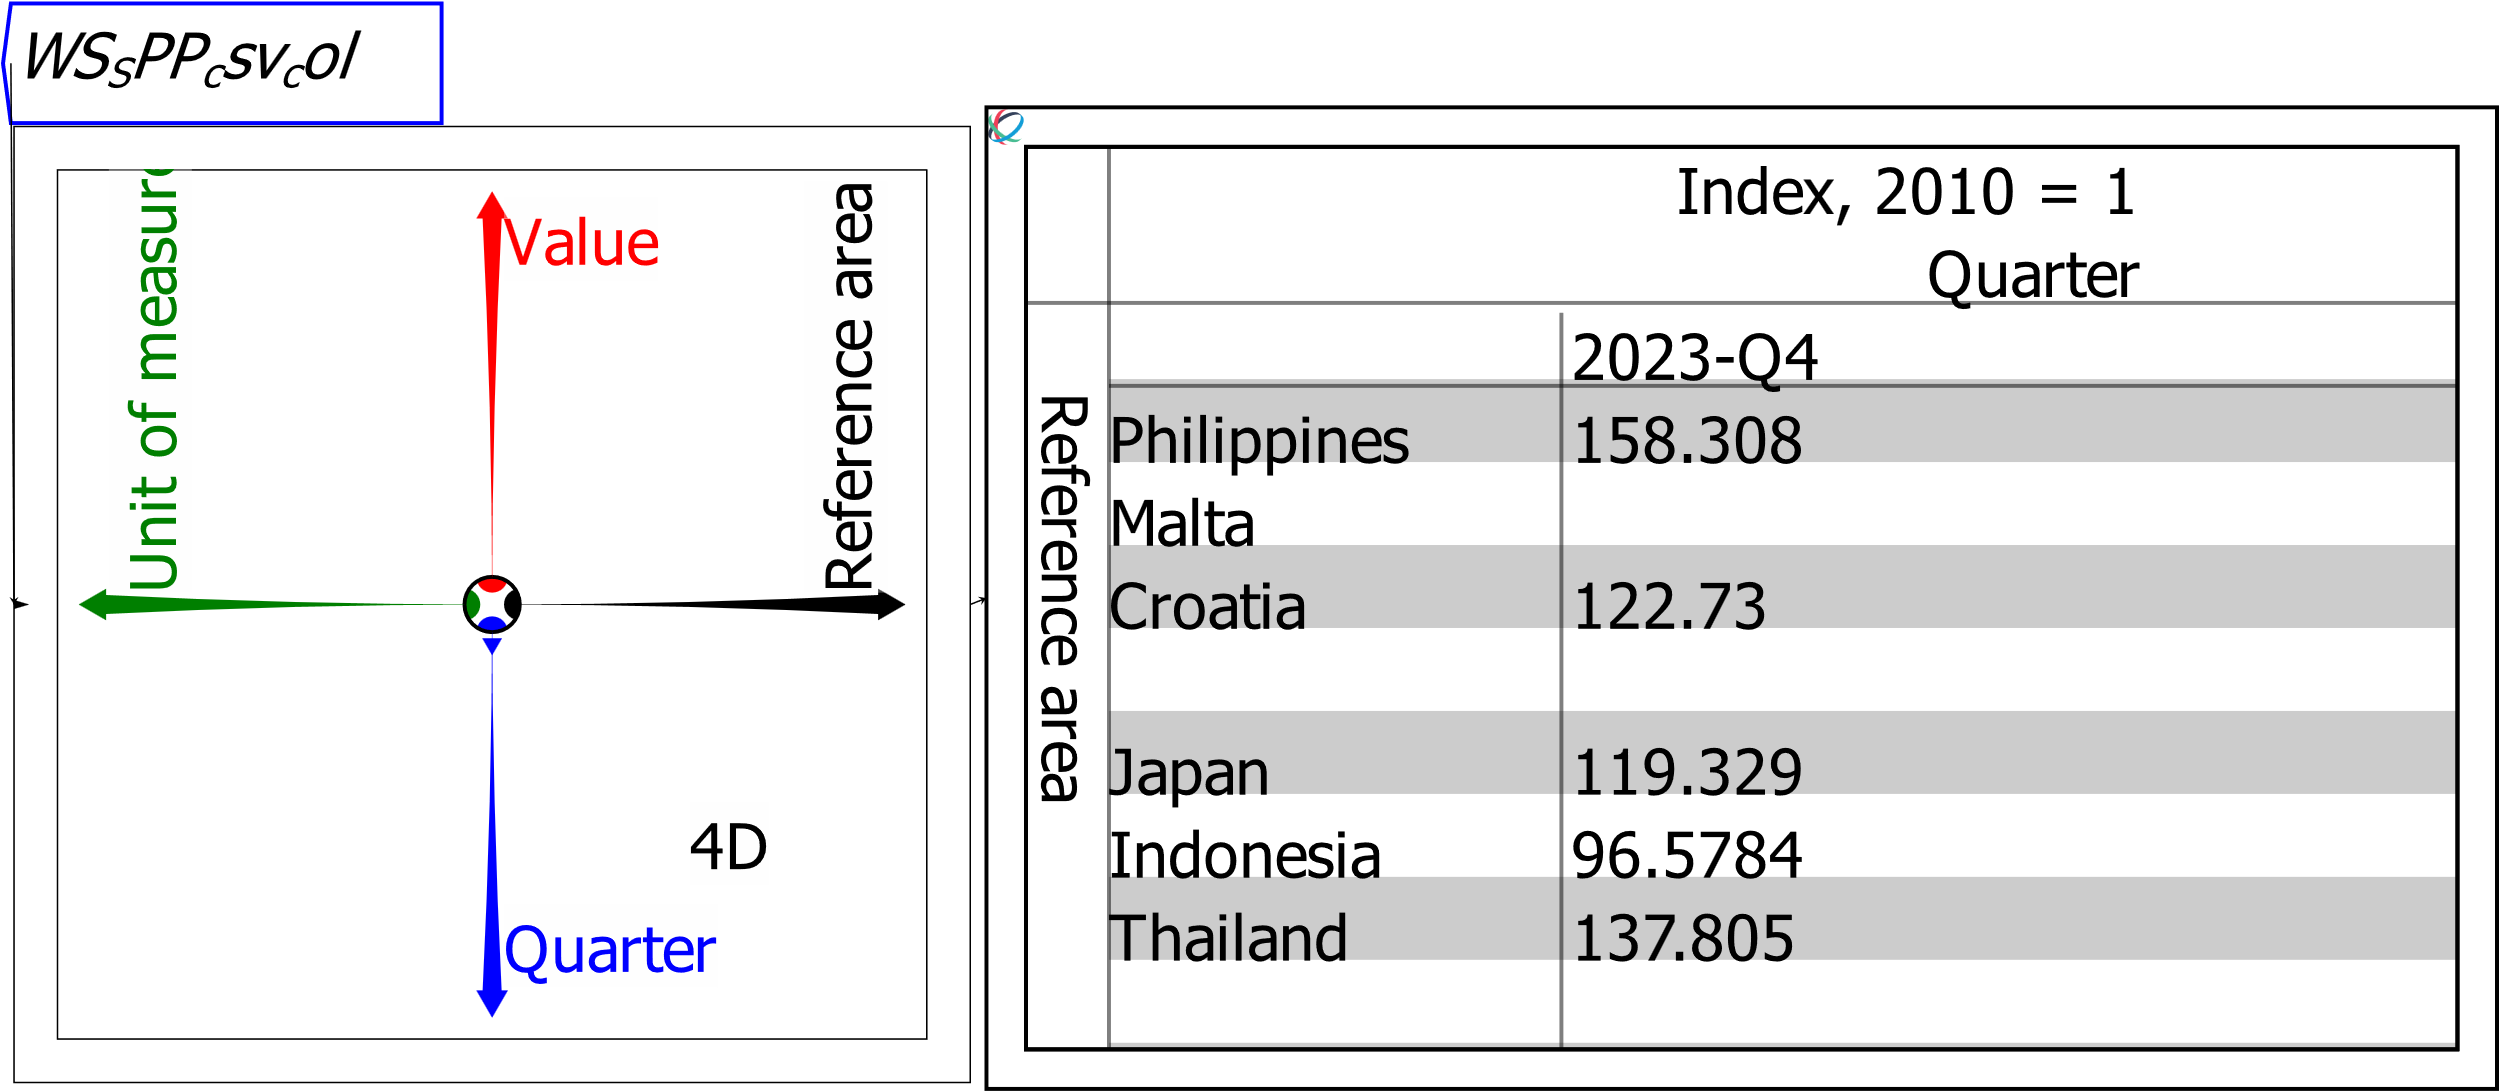 WSsPPcsvcol
Unit of measur
Value
Reference area
4D
Quarter
Index, 2010 = 1
Quarter
Reference area
2023-Q4
Philippines 158.308
Malta
Croatia 122.73
Japan 119.329
Indonesia 96.5784
Thailand 137.805